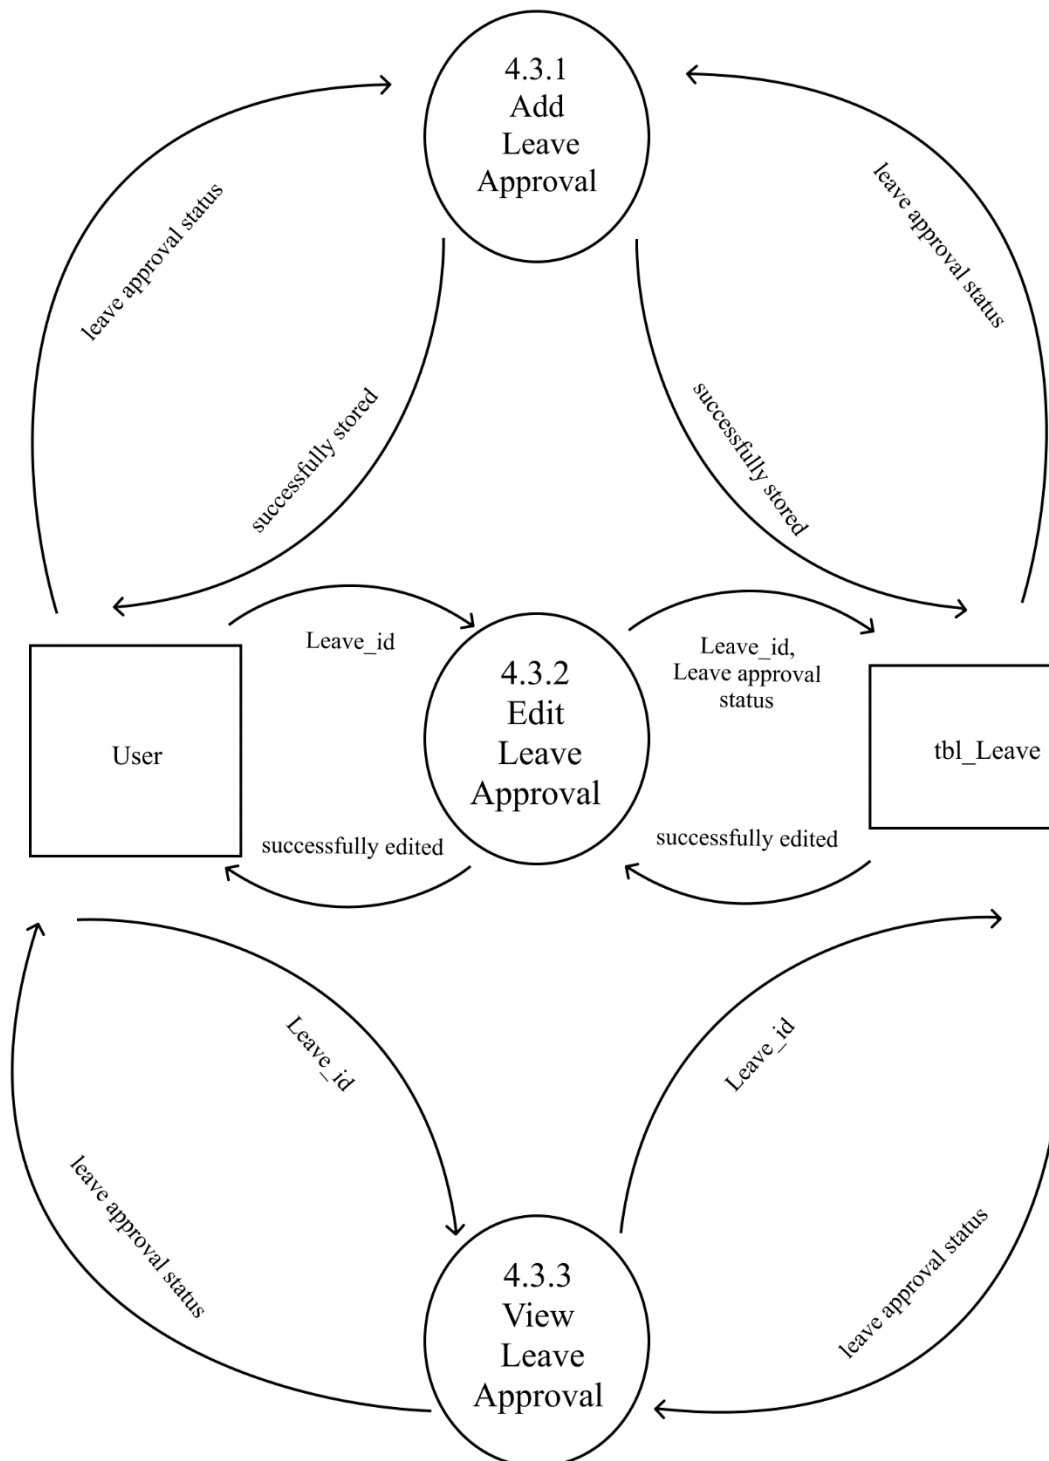 4.3.1
Add
Leave
Approval
leave approval status
leave approval status
successfully stored
successfully stored
Leave_id
Leave_id,
Leave approval
status
4.3.2
Edit
Leave
Approval
User
tbl_Leave
successfully edited
successfully edited
Leave_id
Leave_id
leave approval status
leave approval status
4.3.3
View
Leave
Approval